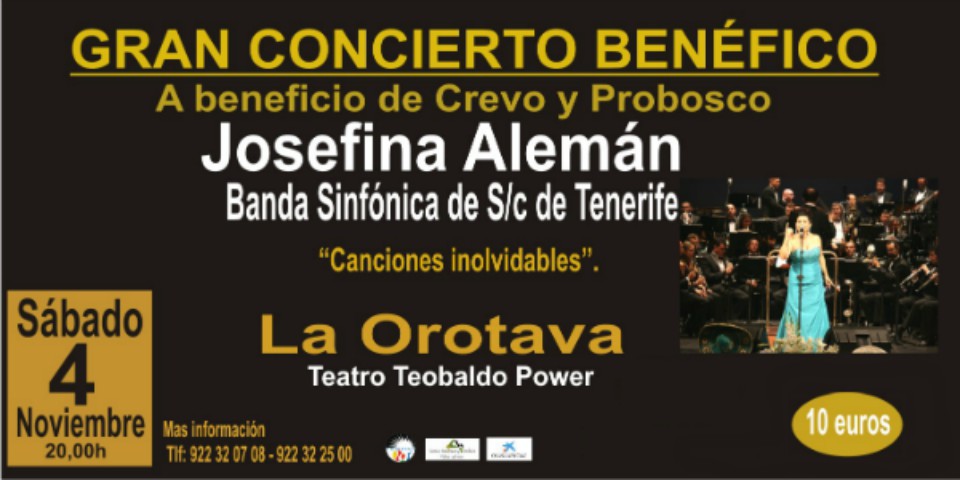 GRAN CONCIERTO BENÉFICO
A beneficio de Crevo y Probosco
Josefina Alemán
Banda Sinfónica de S/c de Tenerife
“Canciones inolvidables”.
La Orotava
Teatro Teobaldo Power
Sábado
4
Noviembre
20,00h
Mas información
Tlf: 922 32 07 08 - 922 32 25 00
10 euros